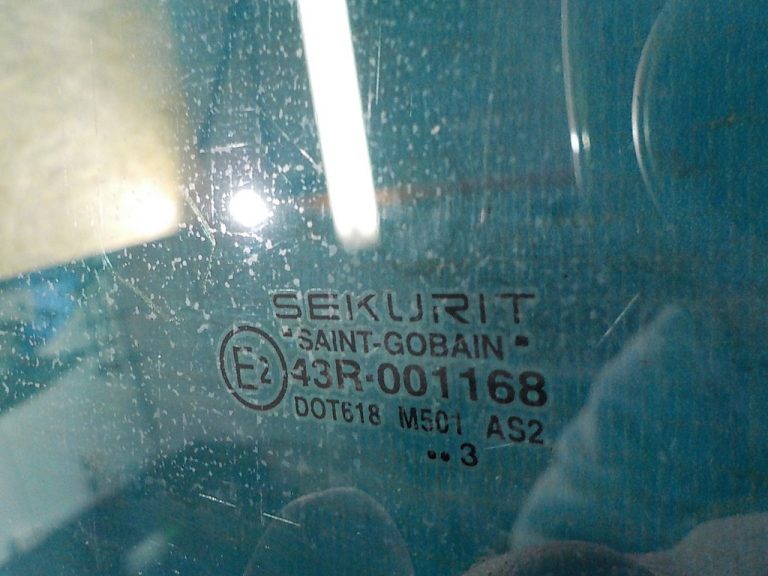 SEKURIT
"SAINT-GOBAIN"
E2 43R-001168
DOT618 M501 AS2
••3